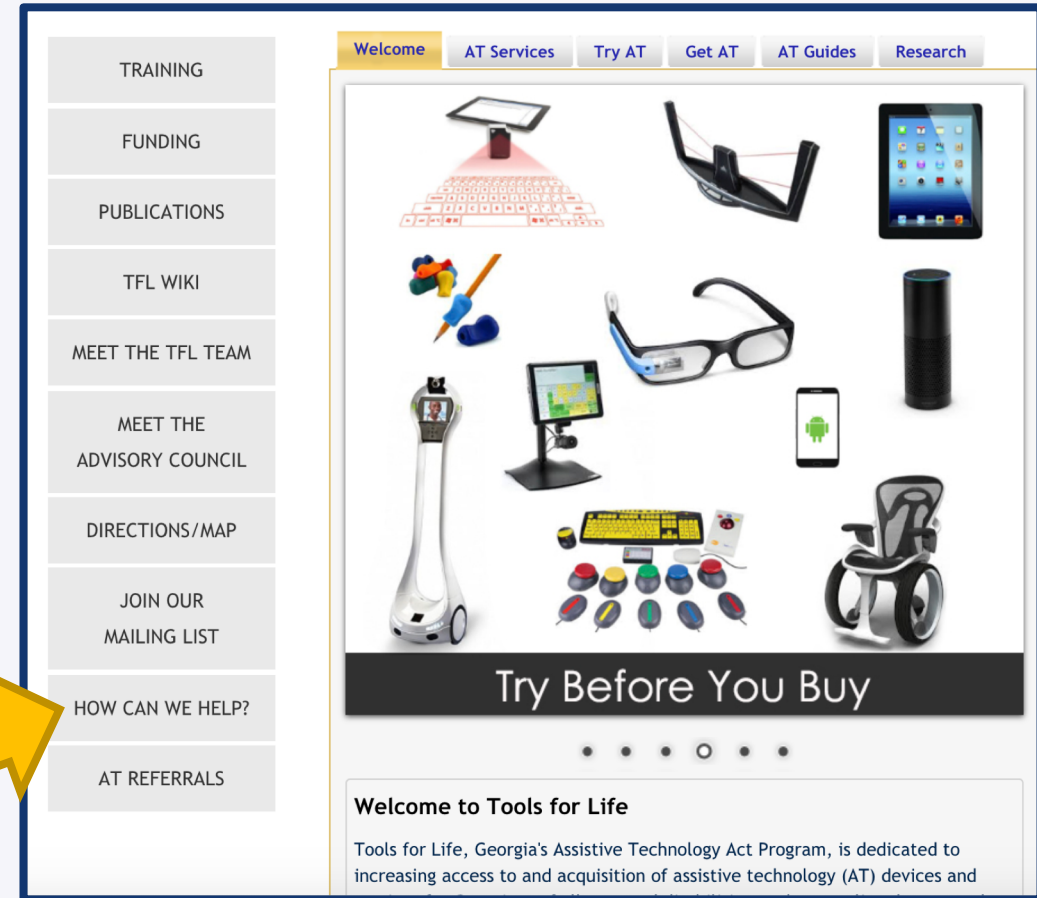 TRAINING
FUNDING
PUBLICATIONS
TFL WIKI
MEET THE TFL TEAM
MEET THE
ADVISORY COUNCIL
DIRECTIONS/MAP
JOIN OUR
MAILING LIST
HOW CAN WE HELP?
AT REFERRALS
Welcome AT Services Try AT Get AT AT Guides Research
Try Before You Buy
Welcome to Tools for Life
Tools for Life, Georgia's Assistive Technology Act Program, is dedicated to
increasing access to and acquisition of assistive technology (AT) devices and